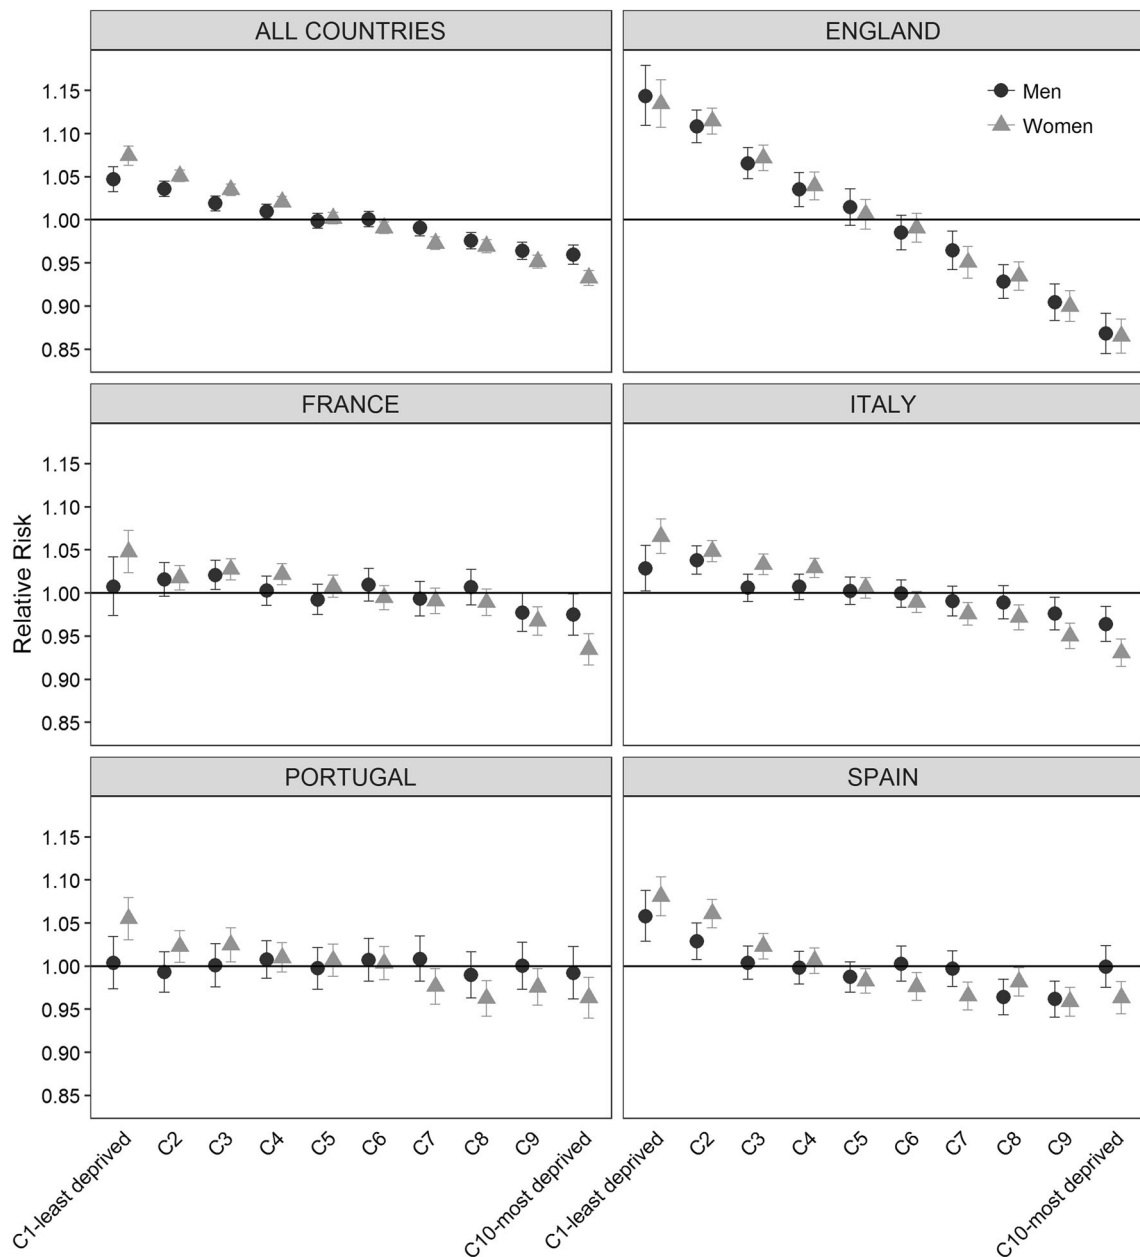 ALL COUNTRIES
ENGLAND
1.15
1.10
1.05
1.00
0.95
0.90
0.85
Men
Women
FRANCE
ITALY
1.15
1.10
1.05
1.00
0.95
0.90
0.85
Relative Risk
PORTUGAL
SPAIN
1.15
1.10
1.05
1.00
0.95
0.90
0.85
C1-least deprived
C2
C3
C4
C5
C6
C7
C8
C9
C10-most deprived
C1-least deprived
C2
C3
C4
C5
C6
C7
C8
C9
C10-most deprived